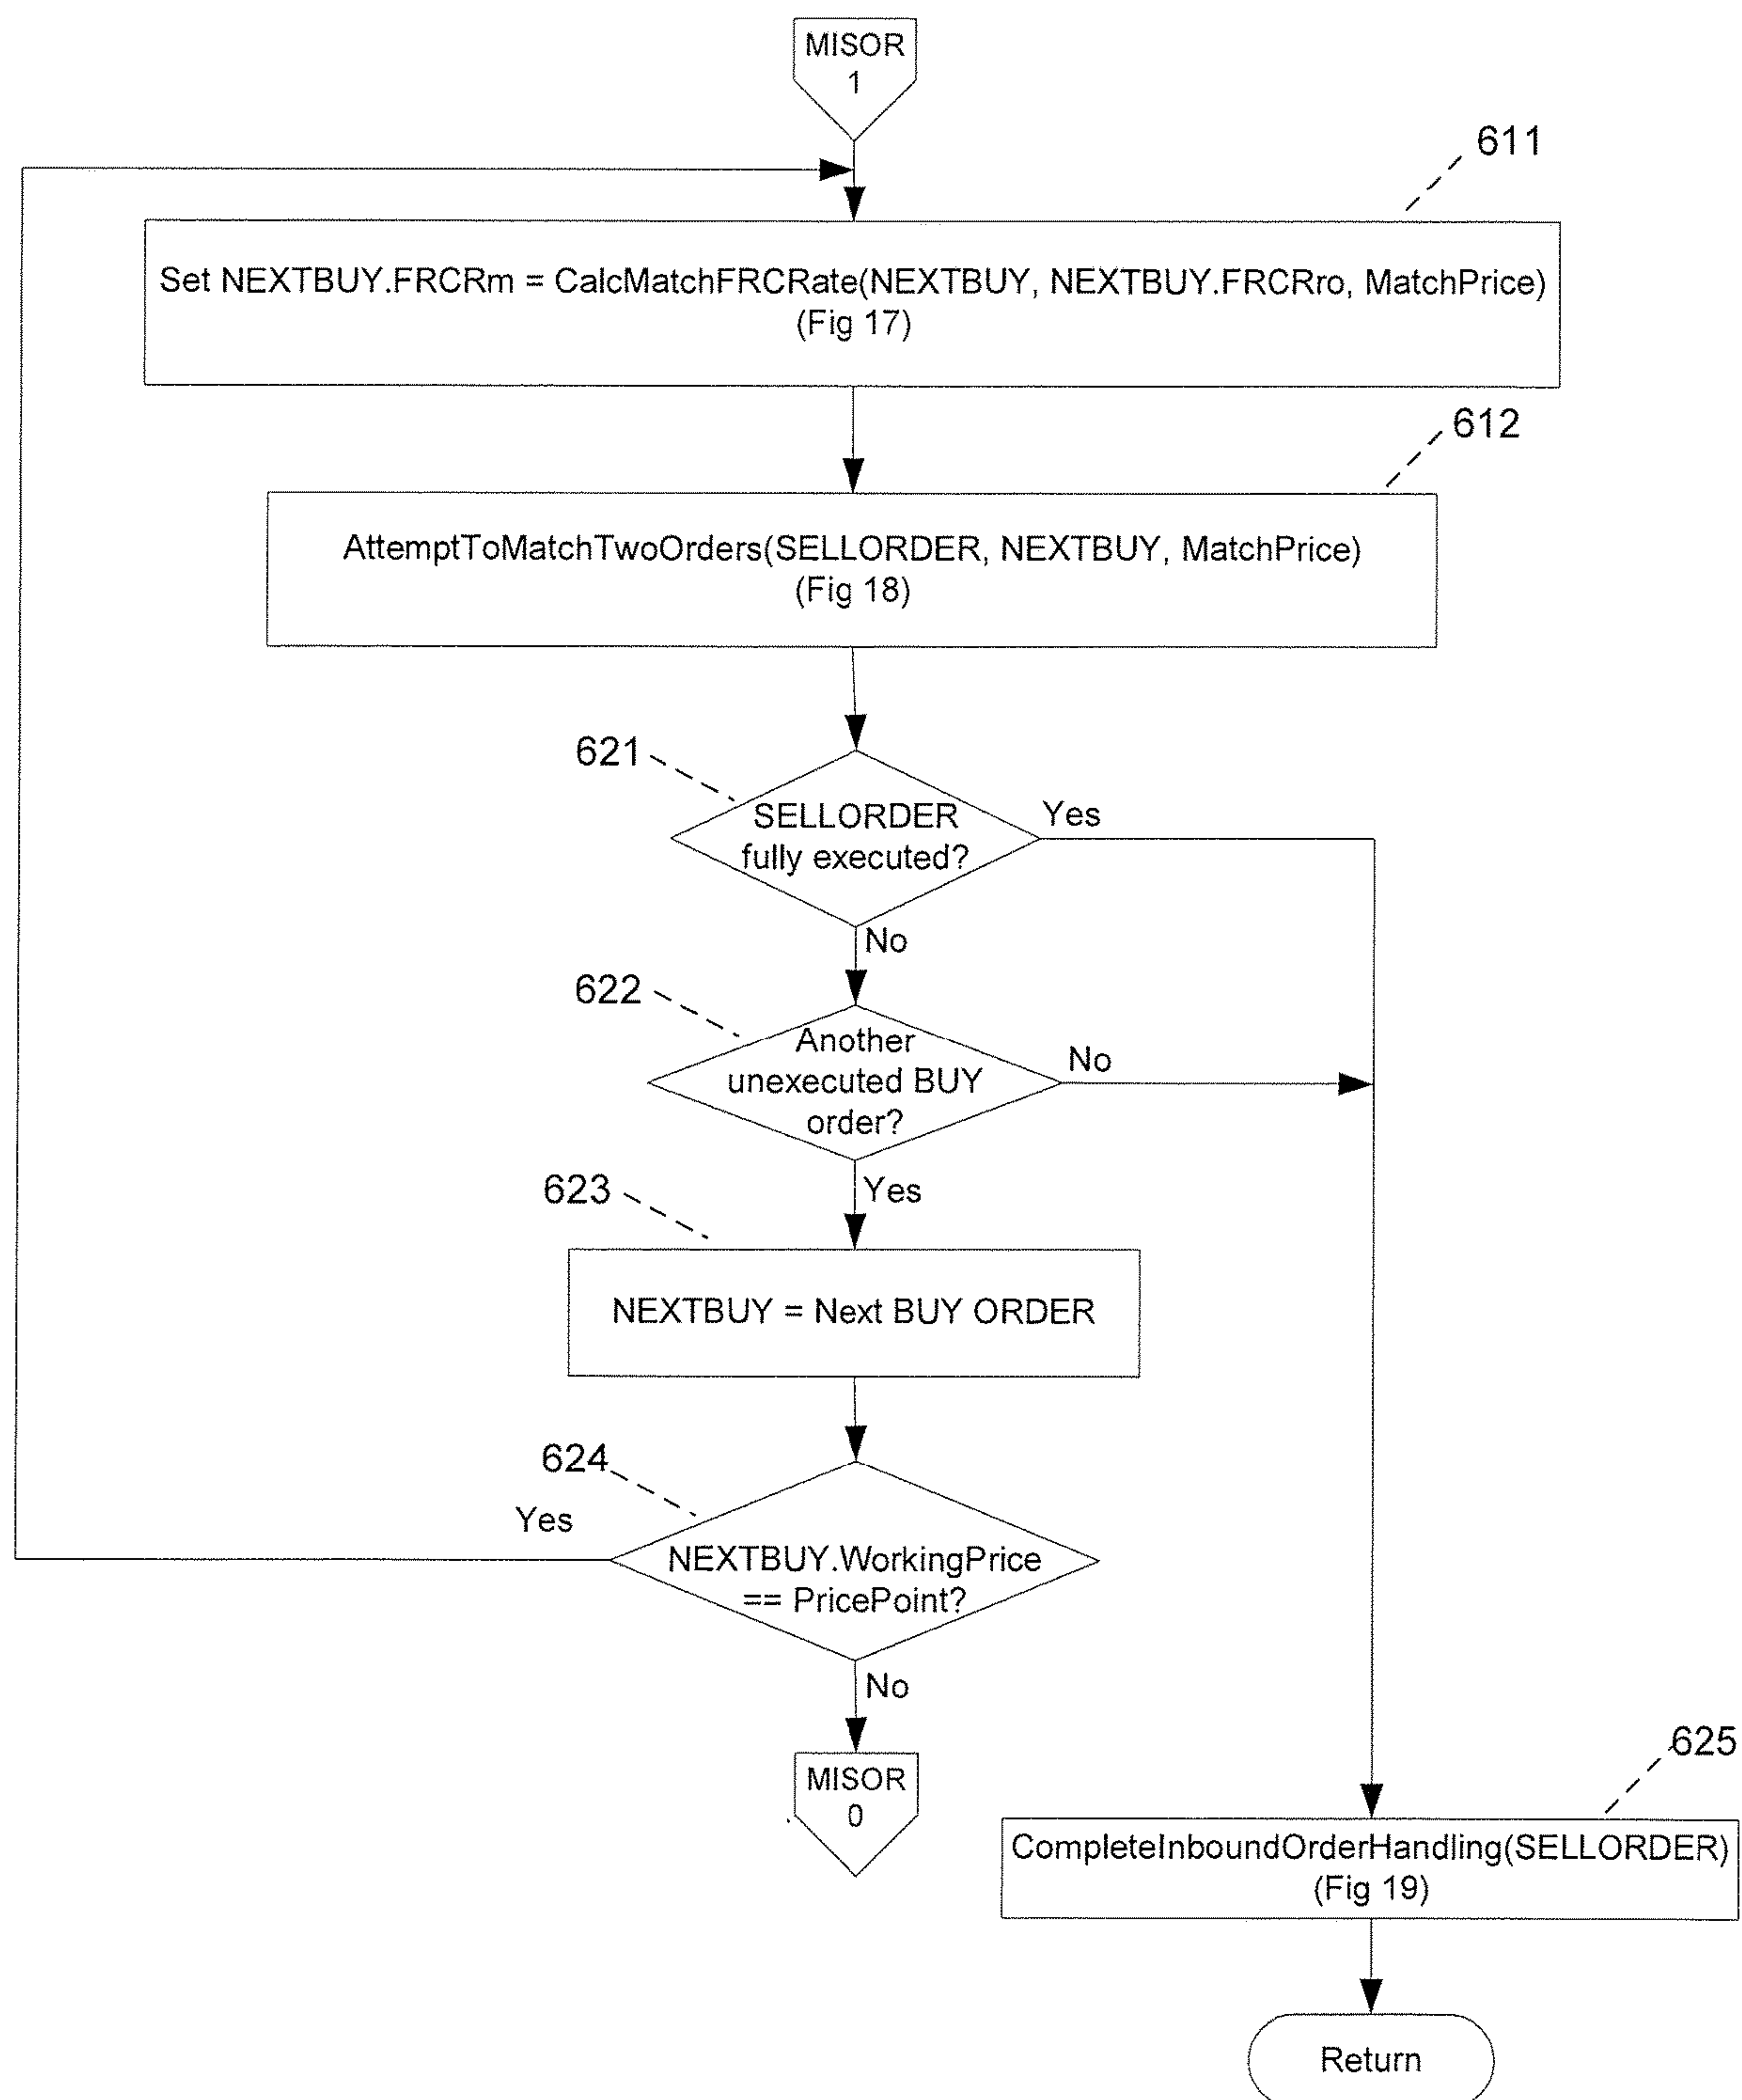 MISOR
1
611
Set NEXTBUY.FRCRm = CalcMatchFRCRate(NEXTBUY, NEXTBUY.FRCRro, MatchPrice)
(Fig 17)
612
AttemptToMatchTwoOrders(SELLORDER, NEXTBUY, MatchPrice)
(Fig 18)
621
SELLORDER
fully executed?
Yes
No
622
Another
unexecuted BUY
order?
No
Yes
623
NEXTBUY = Next BUY ORDER
624
Yes
NEXTBUY.WorkingPrice
== PricePoint?
No
MISOR
0
625
CompleteInboundOrderHandling(SELLORDER)
(Fig 19)
Return